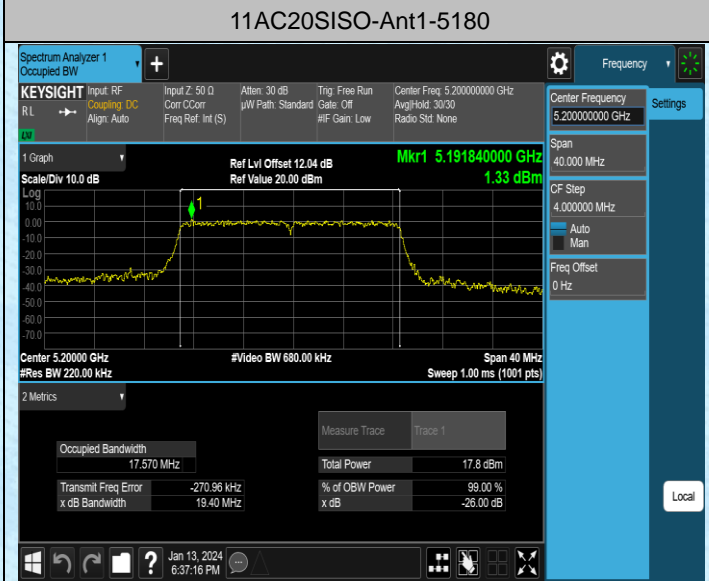 11AC20SISO-Ant1-5180
Spectrum Analyzer 1
Occupied BW
Frequency
KEYSIGHT
RL
LXI
Input: RF
Coupling: DC
Align: Auto
Input Z: 50 Ω
Corr CCorr
Freq Ref: Int (S)
Atten: 30 dB
µW Path: Standard
Trig: Free Run
Gate: Off
#IF Gain: Low
Center Freq: 5.200000000 GHz
Avg|Hold: 30/30
Radio Std: None
Center Frequency
5.200000000 GHz
Settings
Span
40.000 MHz
CF Step
4.000000 MHz
Auto
Man
Freq Offset
0 Hz
1 Graph
Scale/Div 10.0 dB
Ref Lvl Offset 12.04 dB
Ref Value 20.00 dBm
Mkr1 5.191840000 GHz
1.33 dBm
Log
10.0
0.00
-10.0
-20.0
-30.0
-40.0
-50.0
-60.0
-70.0
1
Center 5.20000 GHz
#Video BW 680.00 kHz
Span 40 MHz
#Res BW 220.00 kHz
Sweep 1.00 ms (1001 pts)
2 Metrics
Measure Trace
Trace 1
Occupied Bandwidth
17.570 MHz
Total Power
17.8 dBm
Transmit Freq Error
-270.96 kHz
% of OBW Power
99.00 %
x dB Bandwidth
19.40 MHz
x dB
-26.00 dB
Local
Jan 13, 2024
6:37:16 PM